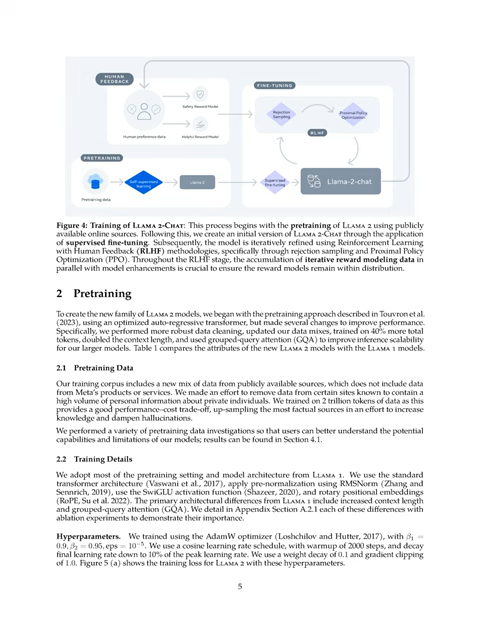 HUMAN
FEEDBACK
Safety Reward Model
Human preference data
Helpful Reward Model
FINE-TUNING
Rejection
Sampling
Proximal Policy
Optimization
RLHF
PRETRAINING
Self-supervised
learning
Llama 2
Supervised
fine-tuning
Llama-2-chat
Pretraining data
Figure 4: Training of Llama 2-Chat: This process begins with the pretraining of Llama 2 using publicly
available online sources. Following this, we create an initial version of Llama 2-Chat through the application
of supervised fine-tuning. Subsequently, the model is iteratively refined using Reinforcement Learning
with Human Feedback (RLHF) methodologies, specifically through rejection sampling and Proximal Policy
Optimization (PPO). Throughout the RLHF stage, the accumulation of iterative reward modeling data in
parallel with model enhancements is crucial to ensure the reward models remain within distribution.
2 Pretraining
To create the new family of Llama 2 models, we began with the pretraining approach described in Touvron et al.
(2023), using an optimized auto-regressive transformer, but made several changes to improve performance.
Specifically, we performed more robust data cleaning, updated our data mixes, trained on 40% more total
tokens, doubled the context length, and used grouped-query attention (GQA) to improve inference scalability
for our larger models. Table 1 compares the attributes of the new Llama 2 models with the Llama 1 models.
2.1 Pretraining Data
Our training corpus includes a new mix of data from publicly available sources, which does not include data
from Meta's products or services. We made an effort to remove data from certain sites known to contain a
high volume of personal information about private individuals. We trained on 2 trillion tokens of data as this
provides a good performance–cost trade-off, up-sampling the most factual sources in an effort to increase
knowledge and dampen hallucinations.
We performed a variety of pretraining data investigations so that users can better understand the potential
capabilities and limitations of our models; results can be found in Section 4.1.
2.2 Training Details
We adopt most of the pretraining setting and model architecture from Llama 1. We use the standard
transformer architecture (Vaswani et al., 2017), apply pre-normalization using RMSNorm (Zhang and
Sennrich, 2019), use the SwiGLU activation function (Shazeer, 2020), and rotary positional embeddings
(RoPE, Su et al. 2022). The primary architectural differences from Llama 1 include increased context length
and grouped-query attention (GQA). We detail in Appendix Section A.2.1 each of these differences with
ablation experiments to demonstrate their importance.
Hyperparameters. We trained using the AdamW optimizer (Loshchilov and Hutter, 2017), with β₁ =
0.9, β₂ = 0.95, eps = 10⁻⁵. We use a cosine learning rate schedule, with warmup of 2000 steps, and decay
final learning rate down to 10% of the peak learning rate. We use a weight decay of 0.1 and gradient clipping
of 1.0. Figure 5 (a) shows the training loss for Llama 2 with these hyperparameters.
5